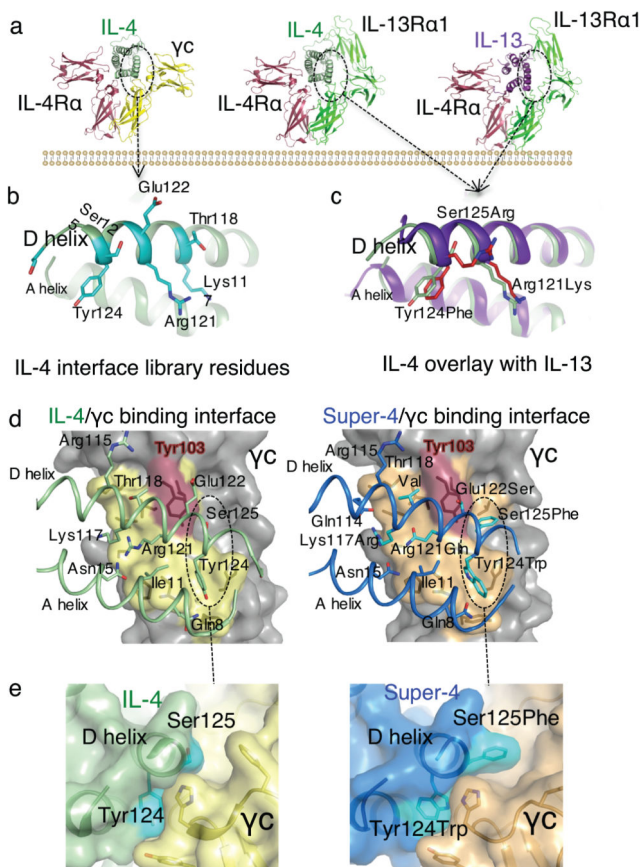 a
IL-4
γc
IL-4Rα
IL-4
IL-13Rα1
IL-4Rα
IL-13Rα1
IL-13
IL-4Rα
b
Glu122
Ser12
5
Thr118
D helix
A helix
Tyr124
Lys11
7
Arg121
IL-4 interface library residues
c
Ser125Arg
D helix
A helix
Tyr124Phe
Arg121Lys
IL-4 overlay with IL-13
d
IL-4/γc binding interface
Arg115
Tyr103
γc
D helix
Thr118
Glu122
Ser125
Lys117
Arg121
Tyr124
Asn15
Ile11
A helix
Gln8
Super-4/γc binding interface
Arg115
Tyr103
γc
D helix
Thr118
Val
Glu122Ser
Gln114
Ser125Phe
Lys117Arg
Arg121Gln
Tyr124Trp
Asn15
Ile11
A helix
Gln8
e
IL-4
Ser125
D helix
Tyr124
γc
Super-4
Ser125Phe
D helix
Tyr124Trp
γc